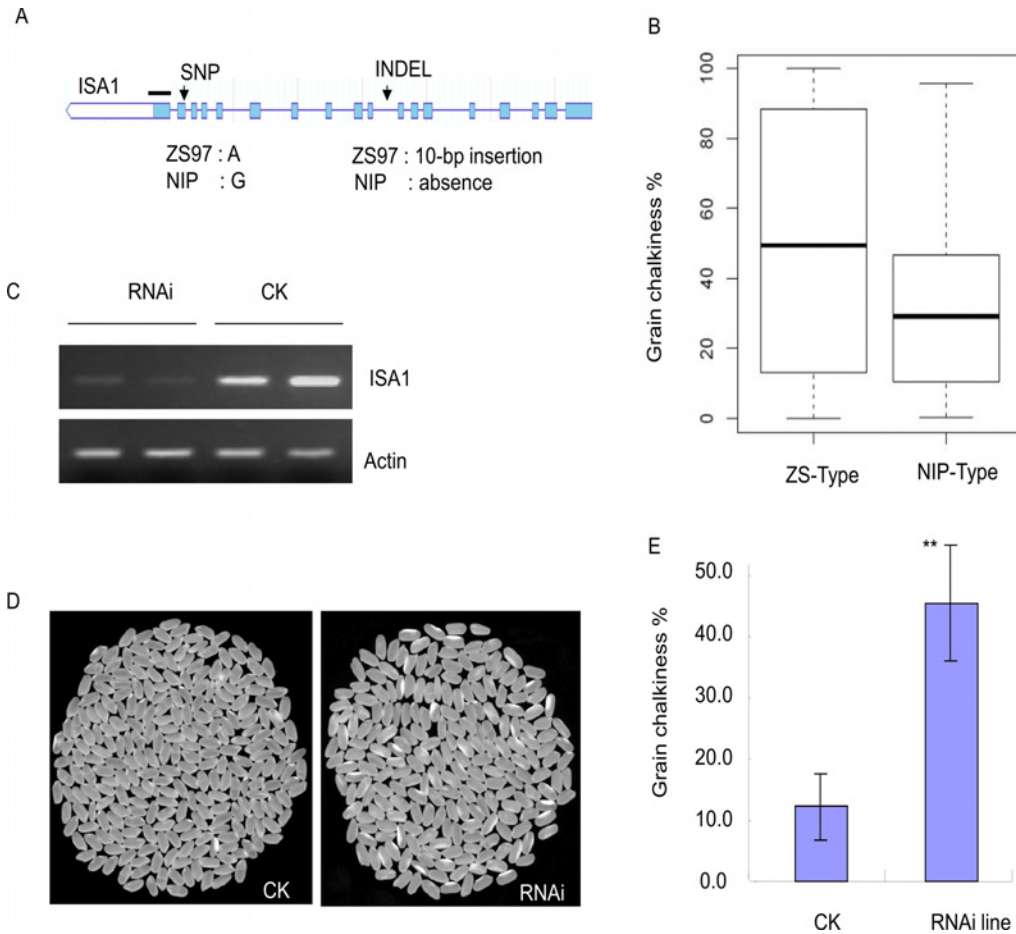 A
ISA1
SNP
INDEL
ZS97 : A
NIP : G
ZS97 : 10-bp insertion
NIP : absence
B
Grain chalkiness %
100
80
60
40
20
0
ZS-Type
NIP-Type
C
RNAi
CK
ISA1
Actin
D
CK
RNAi
E
Grain chalkiness %
**
50.0
40.0
30.0
20.0
10.0
0.0
CK
RNAi line